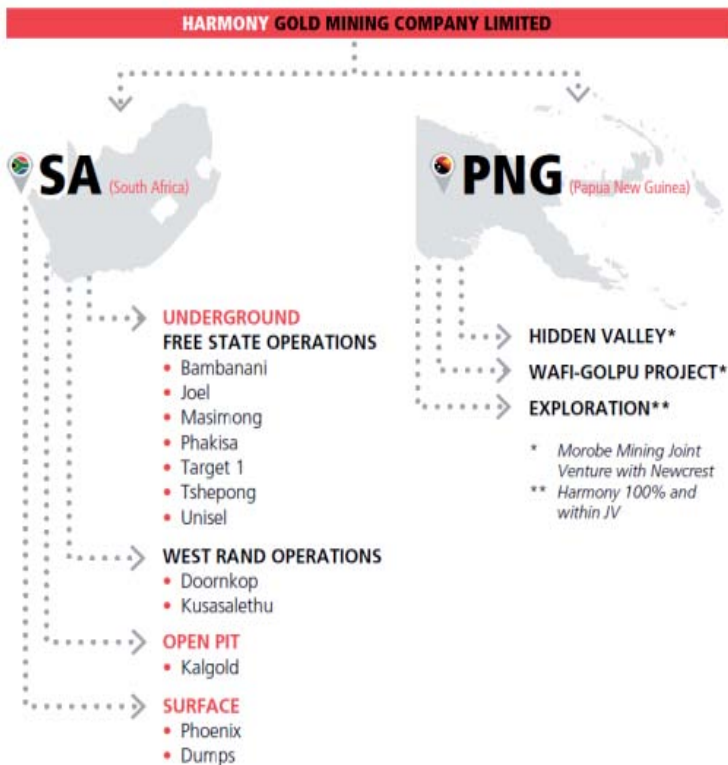 HARMONY GOLD MINING COMPANY LIMITED
SA (South Africa)
UNDERGROUND
FREE STATE OPERATIONS
• Bambanani
• Joel
• Masimong
• Phakisa
• Target 1
• Tshepong
• Unisel
WEST RAND OPERATIONS
• Doornkop
• Kusasalethu
OPEN PIT
• Kalgold
SURFACE
• Phoenix
• Dumps
PNG (Papua New Guinea)
HIDDEN VALLEY*
WAFI-GOLPU PROJECT*
EXPLORATION**
* Morobe Mining Joint
Venture with Newcrest
** Harmony 100% and
within JV